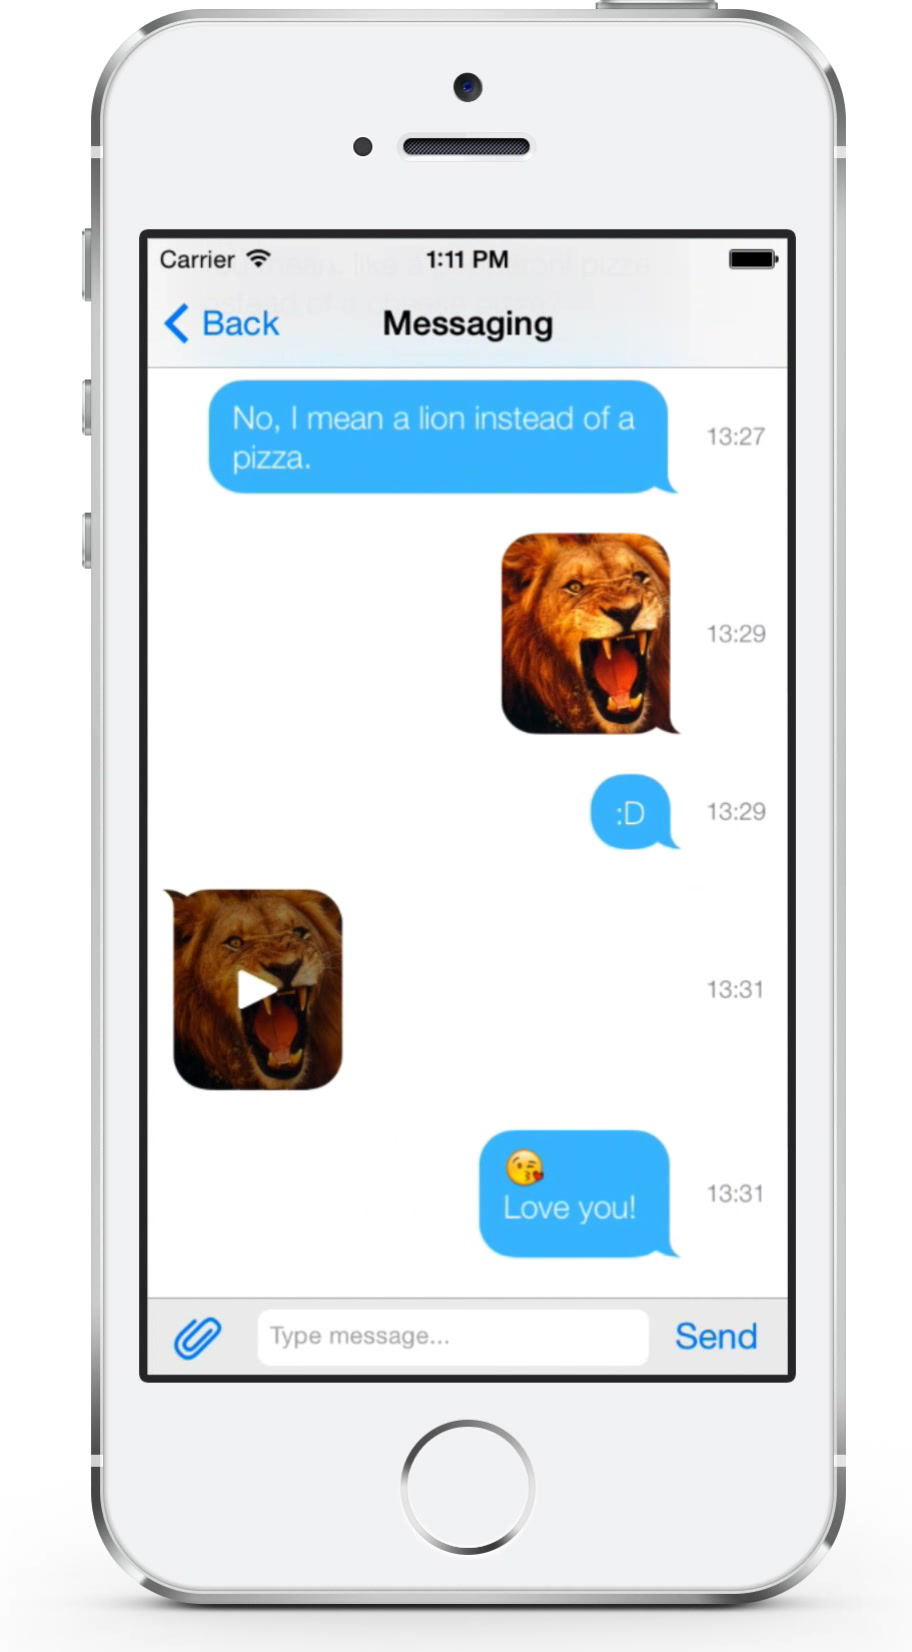 Carrier 1:11 PM
Back Messaging
No, I mean a lion instead of a
pizza.
13:27
13:29
:D 13:29
13:31
😘
Love you!
13:31
Type message... Send